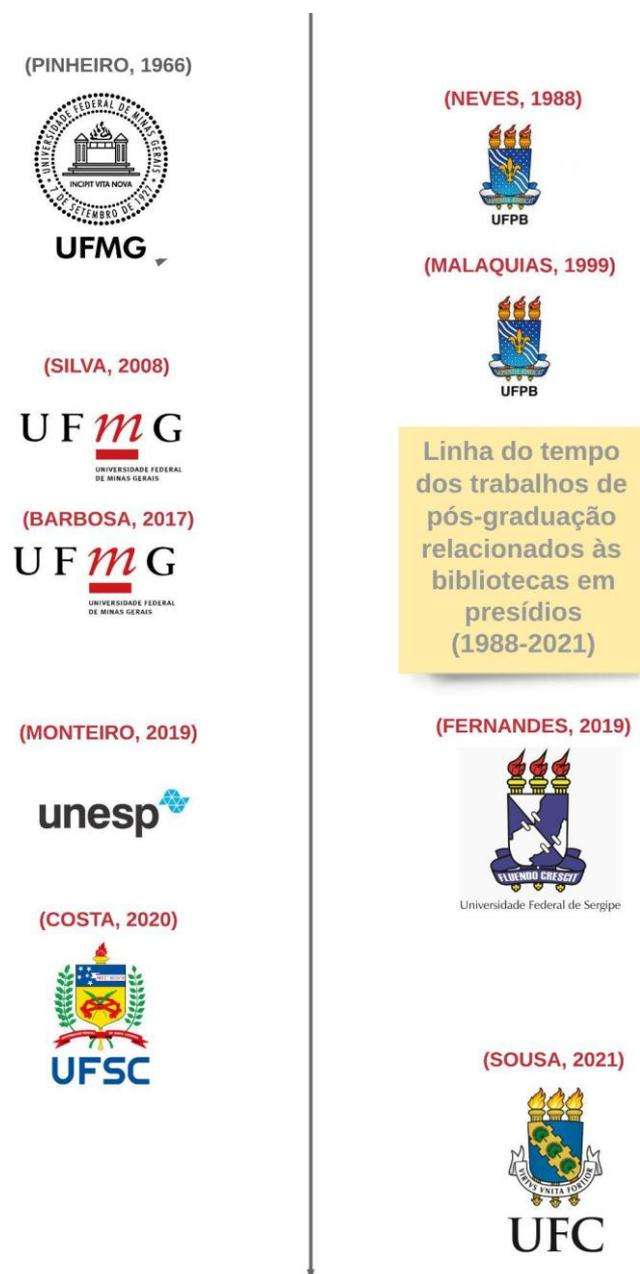 (PINHEIRO, 1966)
UNIVERSIDADE FEDERAL DE MINAS GERAIS
INCIPIT VITA NOVA
7 DE SETEMBRO DE 1927
UFMG
(NEVES, 1988)
UFPB
(MALAQUIAS, 1999)
UFPB
(SILVA, 2008)
UFmG
UNIVERSIDADE FEDERAL
DE MINAS GERAIS
(BARBOSA, 2017)
UFmG
UNIVERSIDADE FEDERAL
DE MINAS GERAIS
Linha do tempo
dos trabalhos de
pós-graduação
relacionados às
bibliotecas em
presídios
(1988-2021)
(MONTEIRO, 2019)
unesp
(FERNANDES, 2019)
FLUENDO CRESCIT
Universidade Federal de Sergipe
(COSTA, 2020)
UFSC
(SOUSA, 2021)
VIRTVS VNITA FORTIOR
UFC